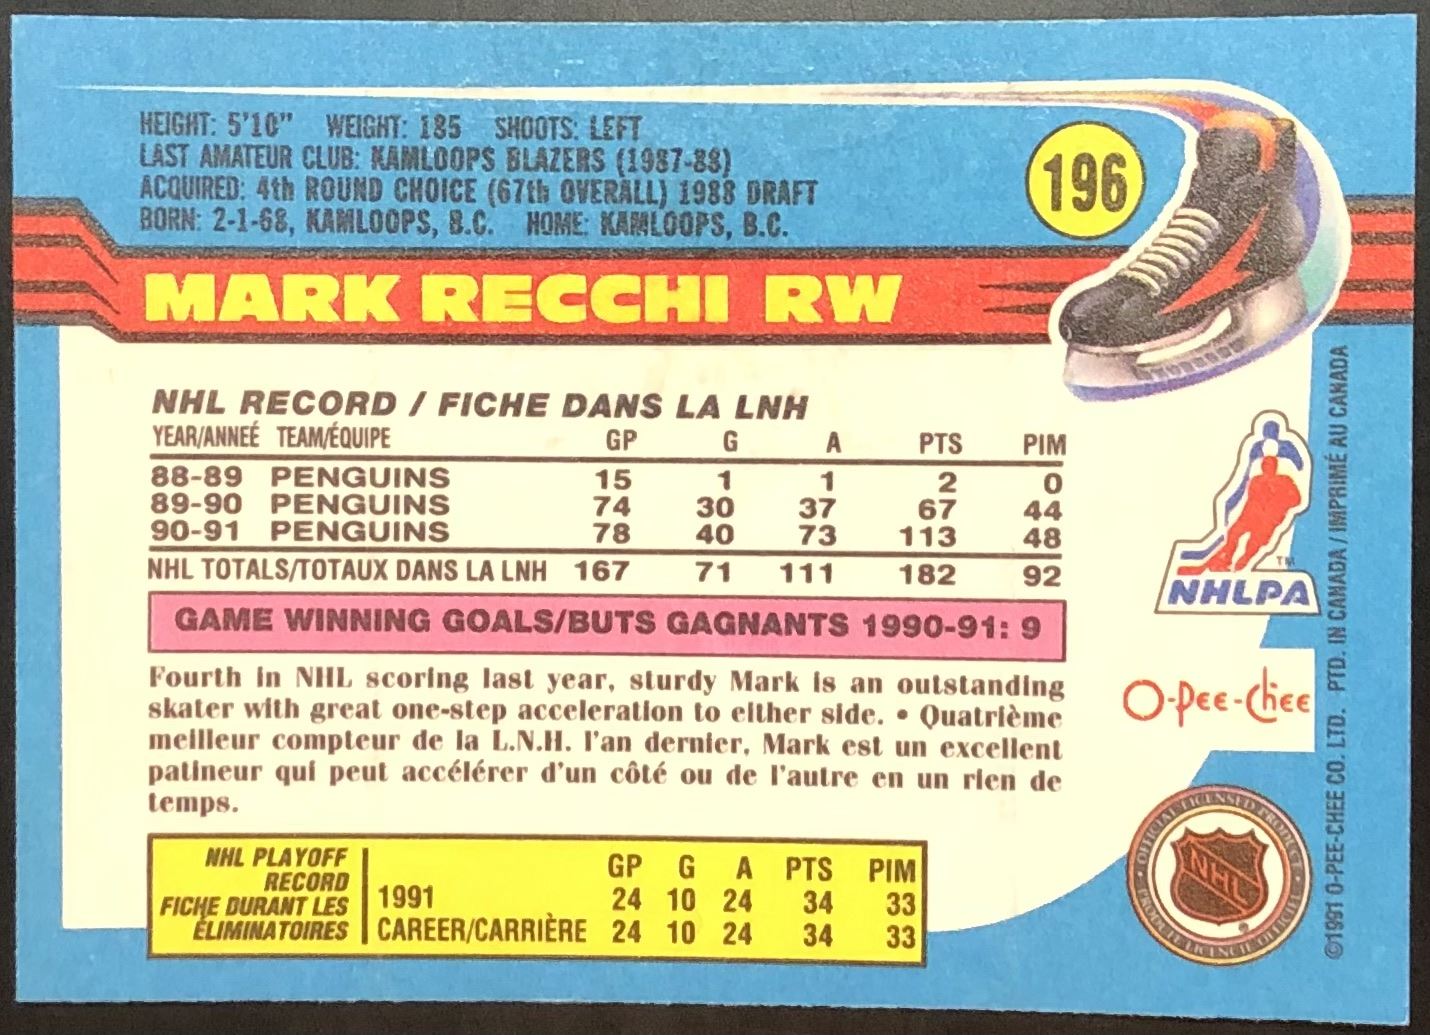 HEIGHT: 5'10" WEIGHT: 185 SHOOTS: LEFT
LAST AMATEUR CLUB: KAMLOOPS BLAZERS (1987-88)
ACQUIRED: 4th ROUND CHOICE (67th OVERALL) 1988 DRAFT
BORN: 2-1-68, KAMLOOPS, B.C. HOME: KAMLOOPS, B.C.
196
MARK RECCHI RW
NHL RECORD / FICHE DANS LA LNH
YEAR/ANNEÉ TEAM/ÉQUIPE GP G A PTS PIM
88-89 PENGUINS 15 1 1 2 0
89-90 PENGUINS 74 30 37 67 44
90-91 PENGUINS 78 40 73 113 48
NHL TOTALS/TOTAUX DANS LA LNH 167 71 111 182 92
GAME WINNING GOALS/BUTS GAGNANTS 1990-91: 9
Fourth in NHL scoring last year, sturdy Mark is an outstanding
skater with great one-step acceleration to either side. • Quatrième
meilleur compteur de la L.N.H. l'an dernier, Mark est un excellent
patineur qui peut accélérer d'un côté ou de l'autre en un rien de
temps.
NHL PLAYOFF
RECORD
FICHE DURANT LES
ÉLIMINATOIRES
GP G A PTS PIM
1991 24 10 24 34 33
CAREER/CARRIÈRE 24 10 24 34 33
TM
NHLPA
O-Pee-Chee
OFFICIAL LICENSED PRODUCT
NHL
PRODUIT LICENCIÉ OFFICIEL
©1991 O-PEE-CHEE CO. LTD. PTD. IN CANADA / IMPRIMÉ AU CANADA